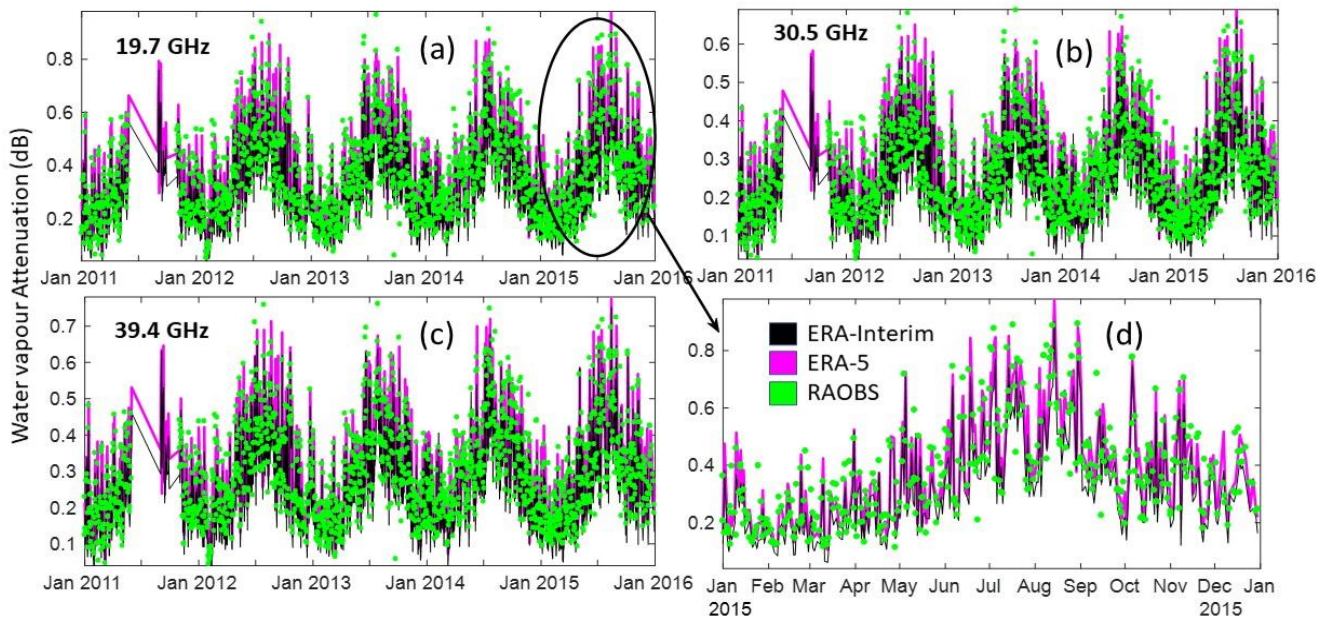 Water vapour Attenuation (dB)
19.7 GHz
(a)
0.8
0.6
0.4
0.2
Jan 2011 Jan 2012 Jan 2013 Jan 2014 Jan 2015 Jan 2016
30.5 GHz
(b)
0.6
0.5
0.4
0.3
0.2
0.1
Jan 2011 Jan 2012 Jan 2013 Jan 2014 Jan 2015 Jan 2016
39.4 GHz
(c)
0.7
0.6
0.5
0.4
0.3
0.2
0.1
Jan 2011 Jan 2012 Jan 2013 Jan 2014 Jan 2015 Jan 2016
ERA-Interim
ERA-5
RAOBS
(d)
0.8
0.6
0.4
0.2
Jan Feb Mar Apr May Jun Jul Aug Sep Oct Nov Dec Jan
2015 2015